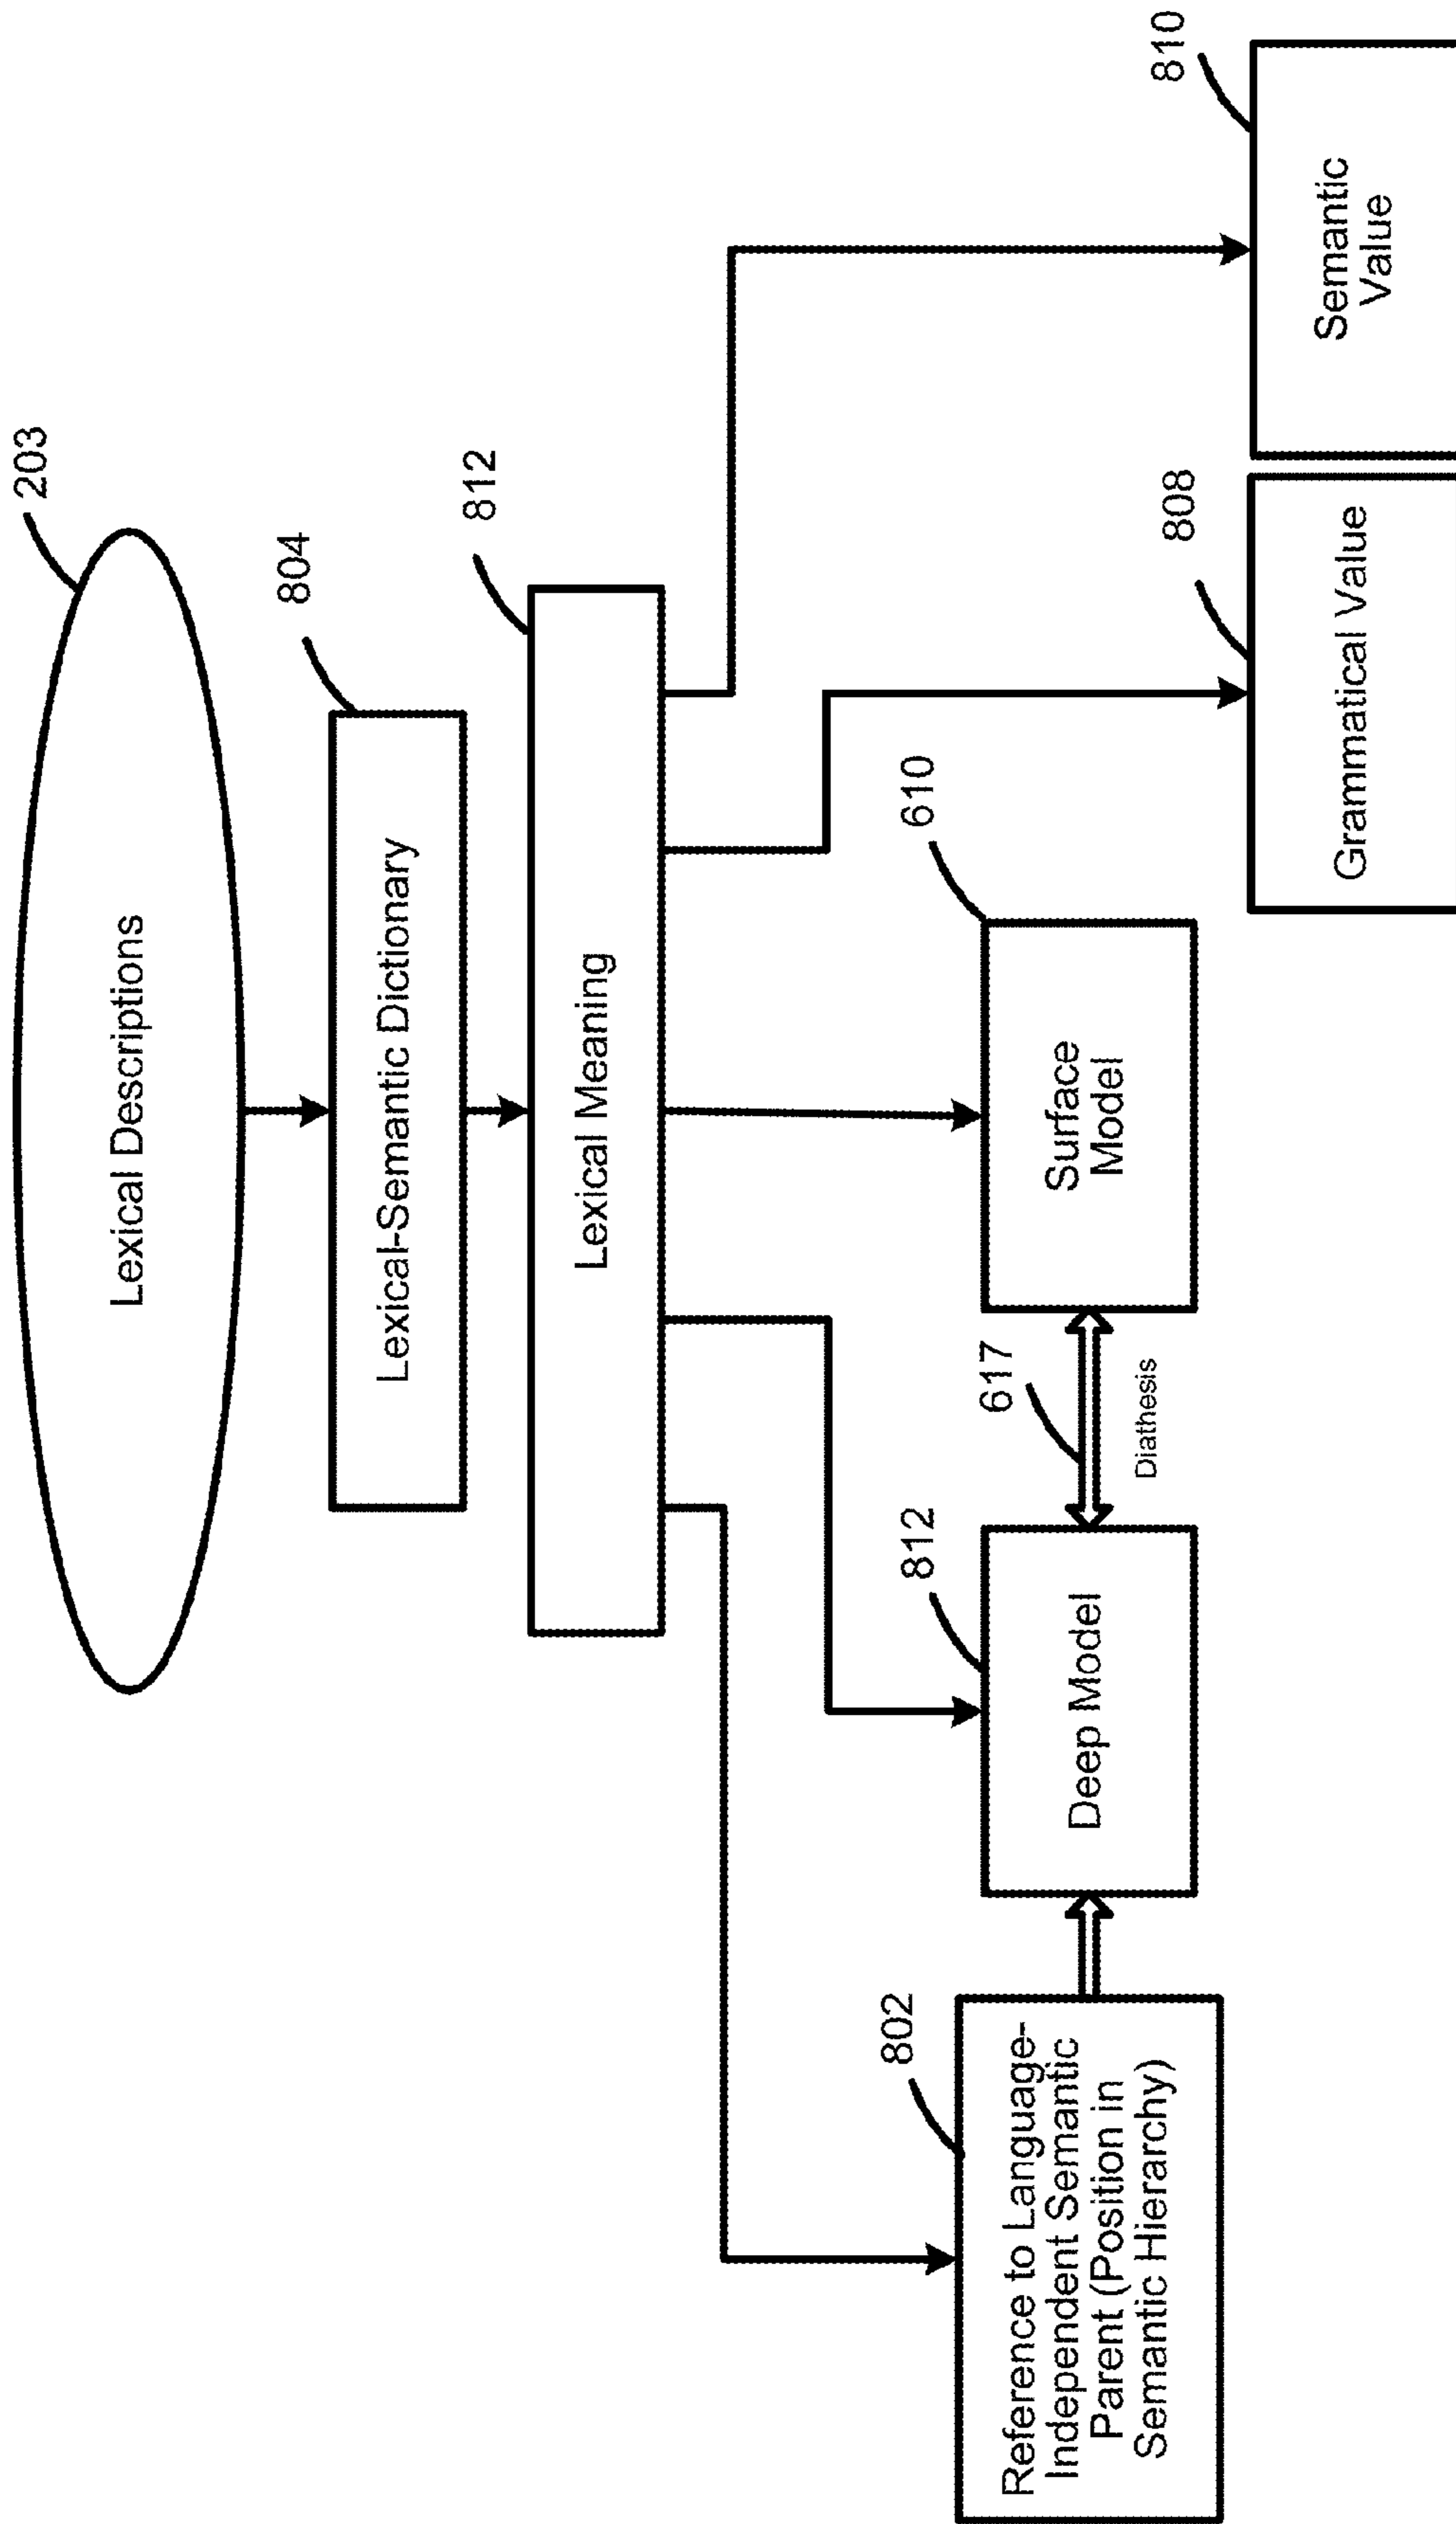 203
Lexical Descriptions
804
Lexical-Semantic Dictionary
812
Lexical Meaning
802
Reference to Language-
Independent Semantic
Parent (Position in
Semantic Hierarchy)
812
Deep Model
617
Diathesis
610
Surface
Model
808
Grammatical Value
810
Semantic
Value